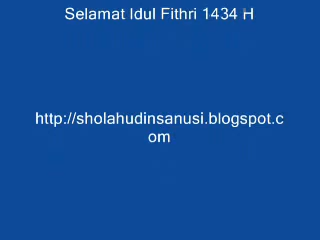 Selamat Idul Fithri 1434 H
http://sholahudinsanusi.blogspot.c
om